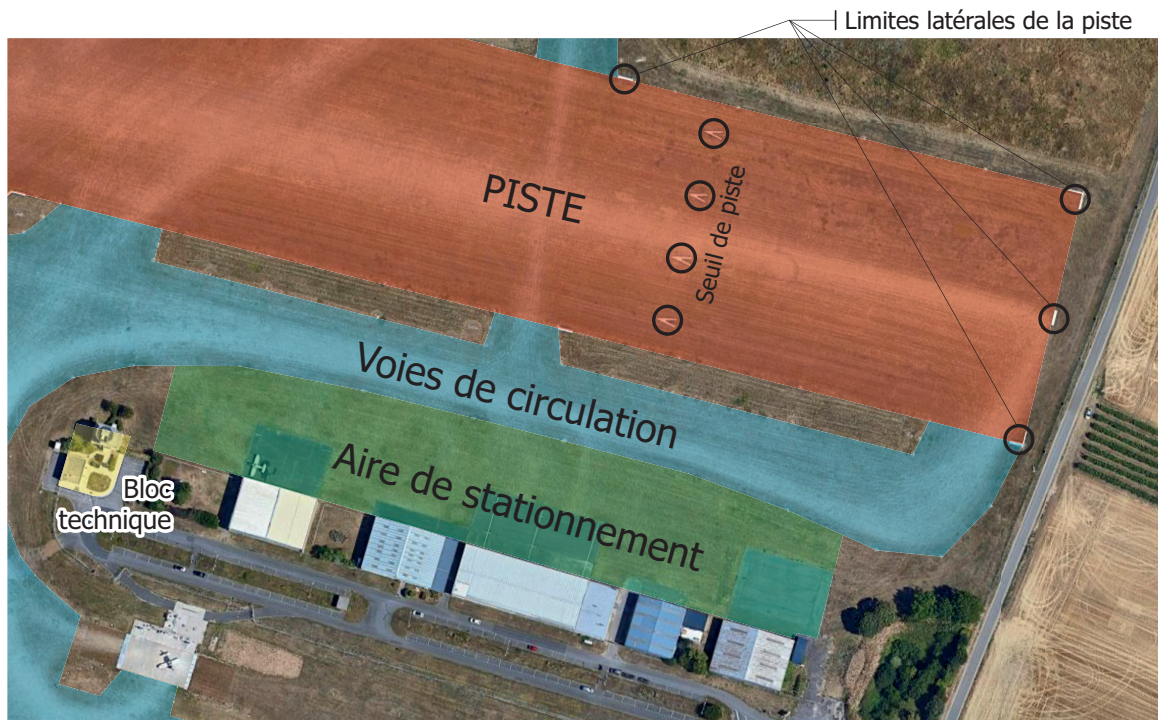 Limites latérales de la piste
PISTE
Seuil de piste
Voies de circulation
Aire de stationnement
Bloc
technique